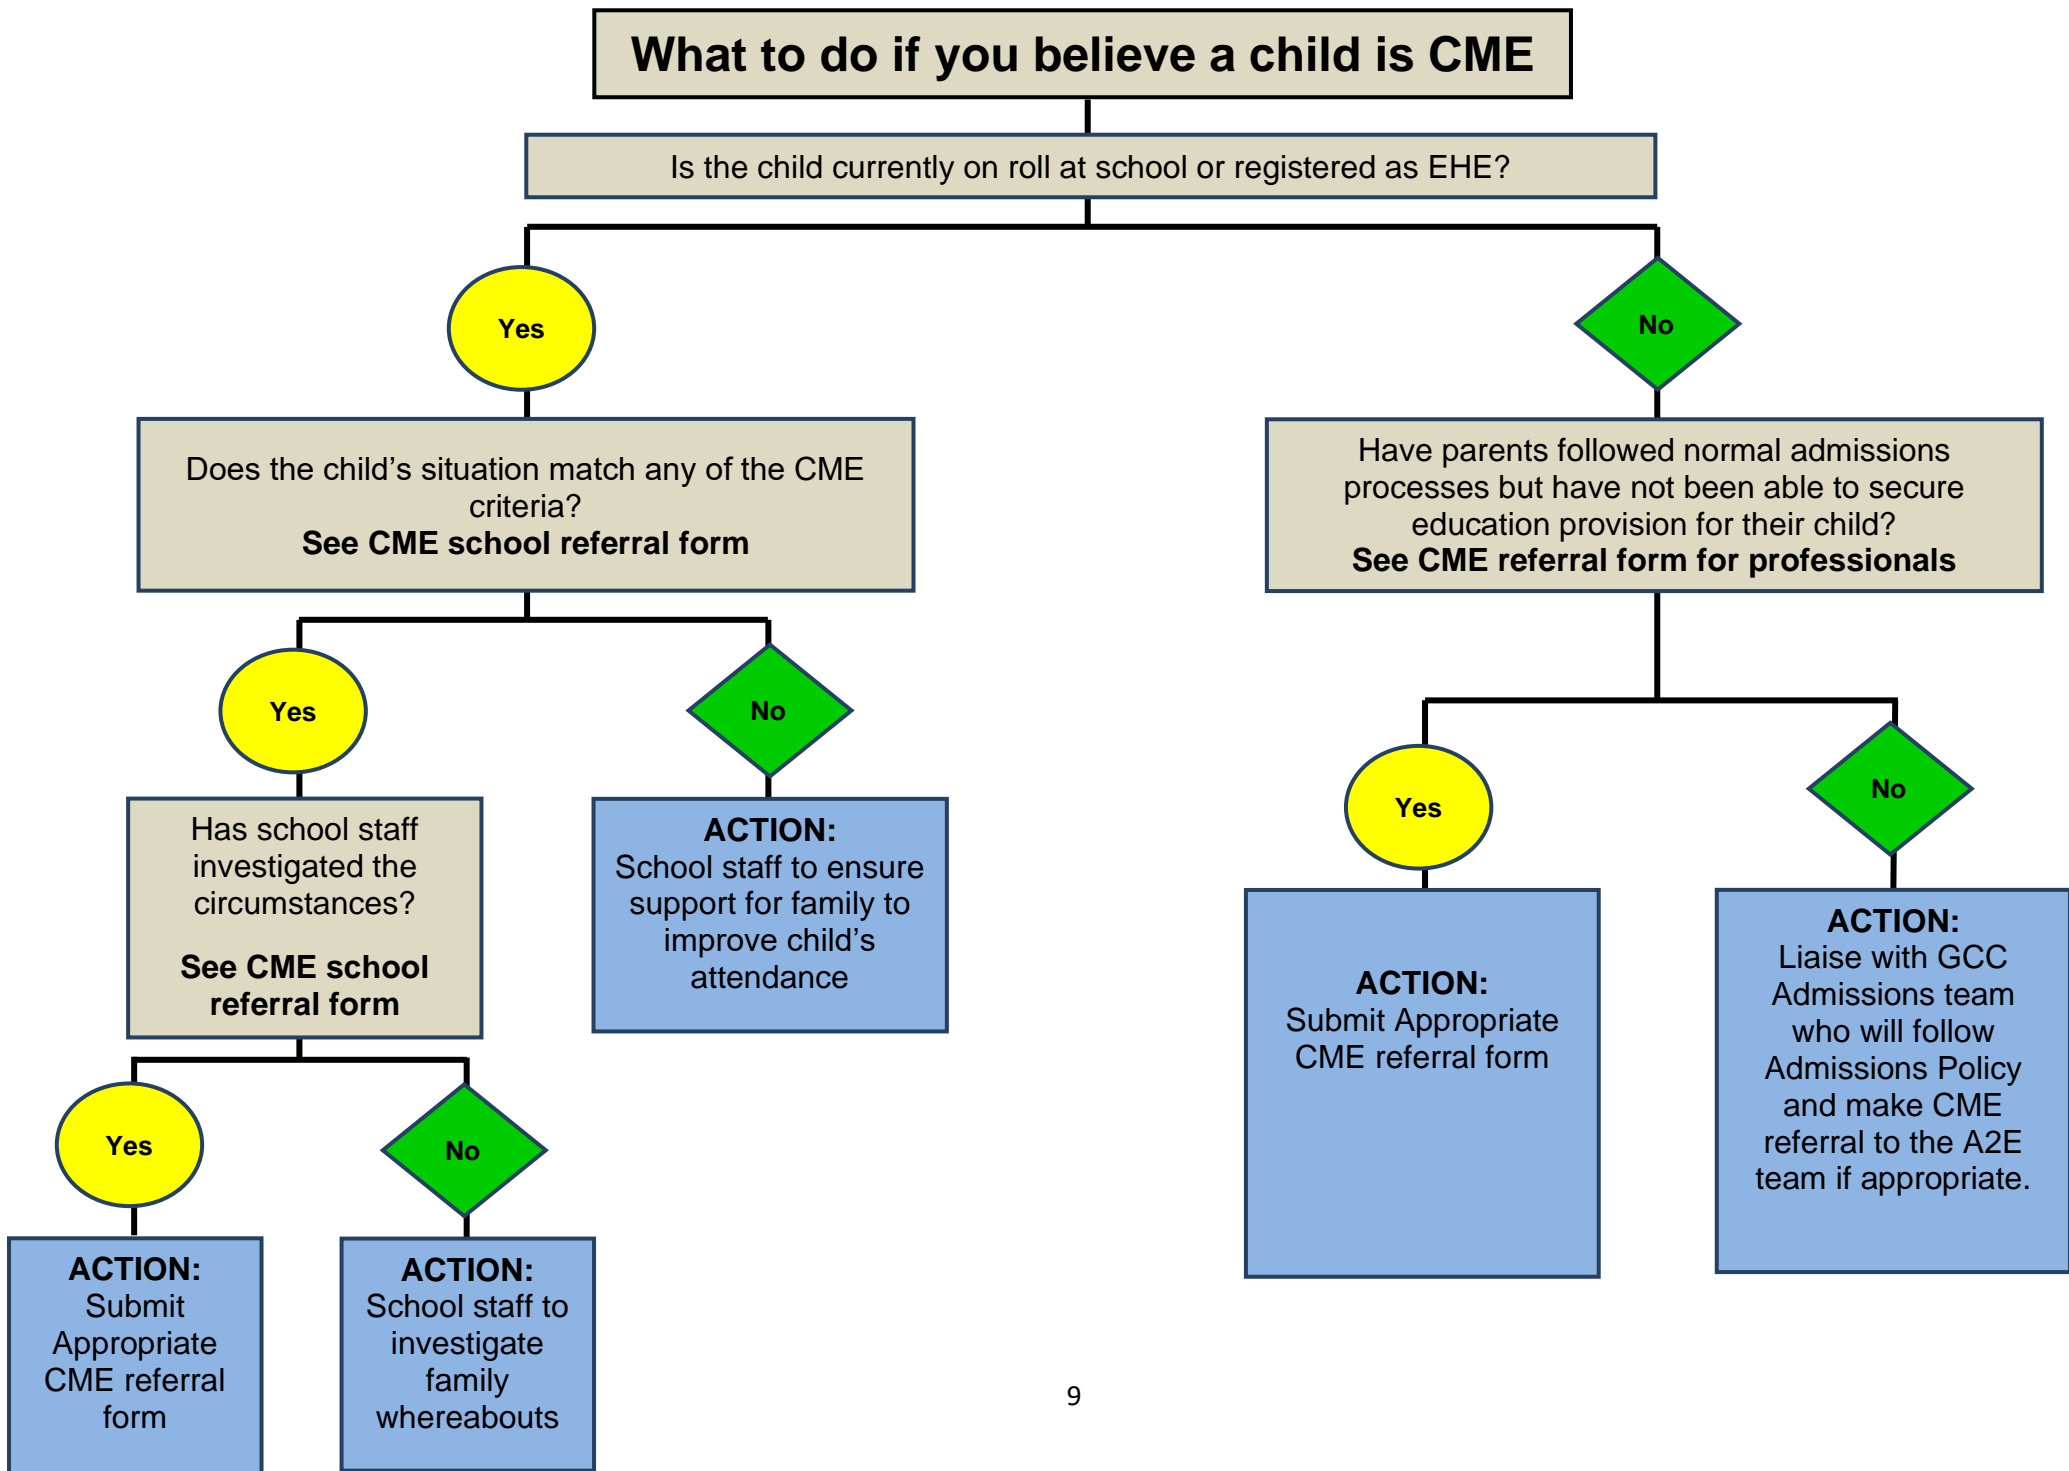 What to do if you believe a child is CME
Is the child currently on roll at school or registered as EHE?
Yes
No
Does the child’s situation match any of the CME
criteria?
See CME school referral form
Have parents followed normal admissions
processes but have not been able to secure
education provision for their child?
See CME referral form for professionals
Yes
No
Yes
No
Has school staff
investigated the
circumstances?
See CME school
referral form
ACTION:
School staff to ensure
support for family to
improve child’s
attendance
ACTION:
Submit Appropriate
CME referral form
ACTION:
Liaise with GCC
Admissions team
who will follow
Admissions Policy
and make CME
referral to the A2E
team if appropriate.
Yes
No
ACTION:
Submit
Appropriate
CME referral
form
ACTION:
School staff to
investigate
family
whereabouts
9